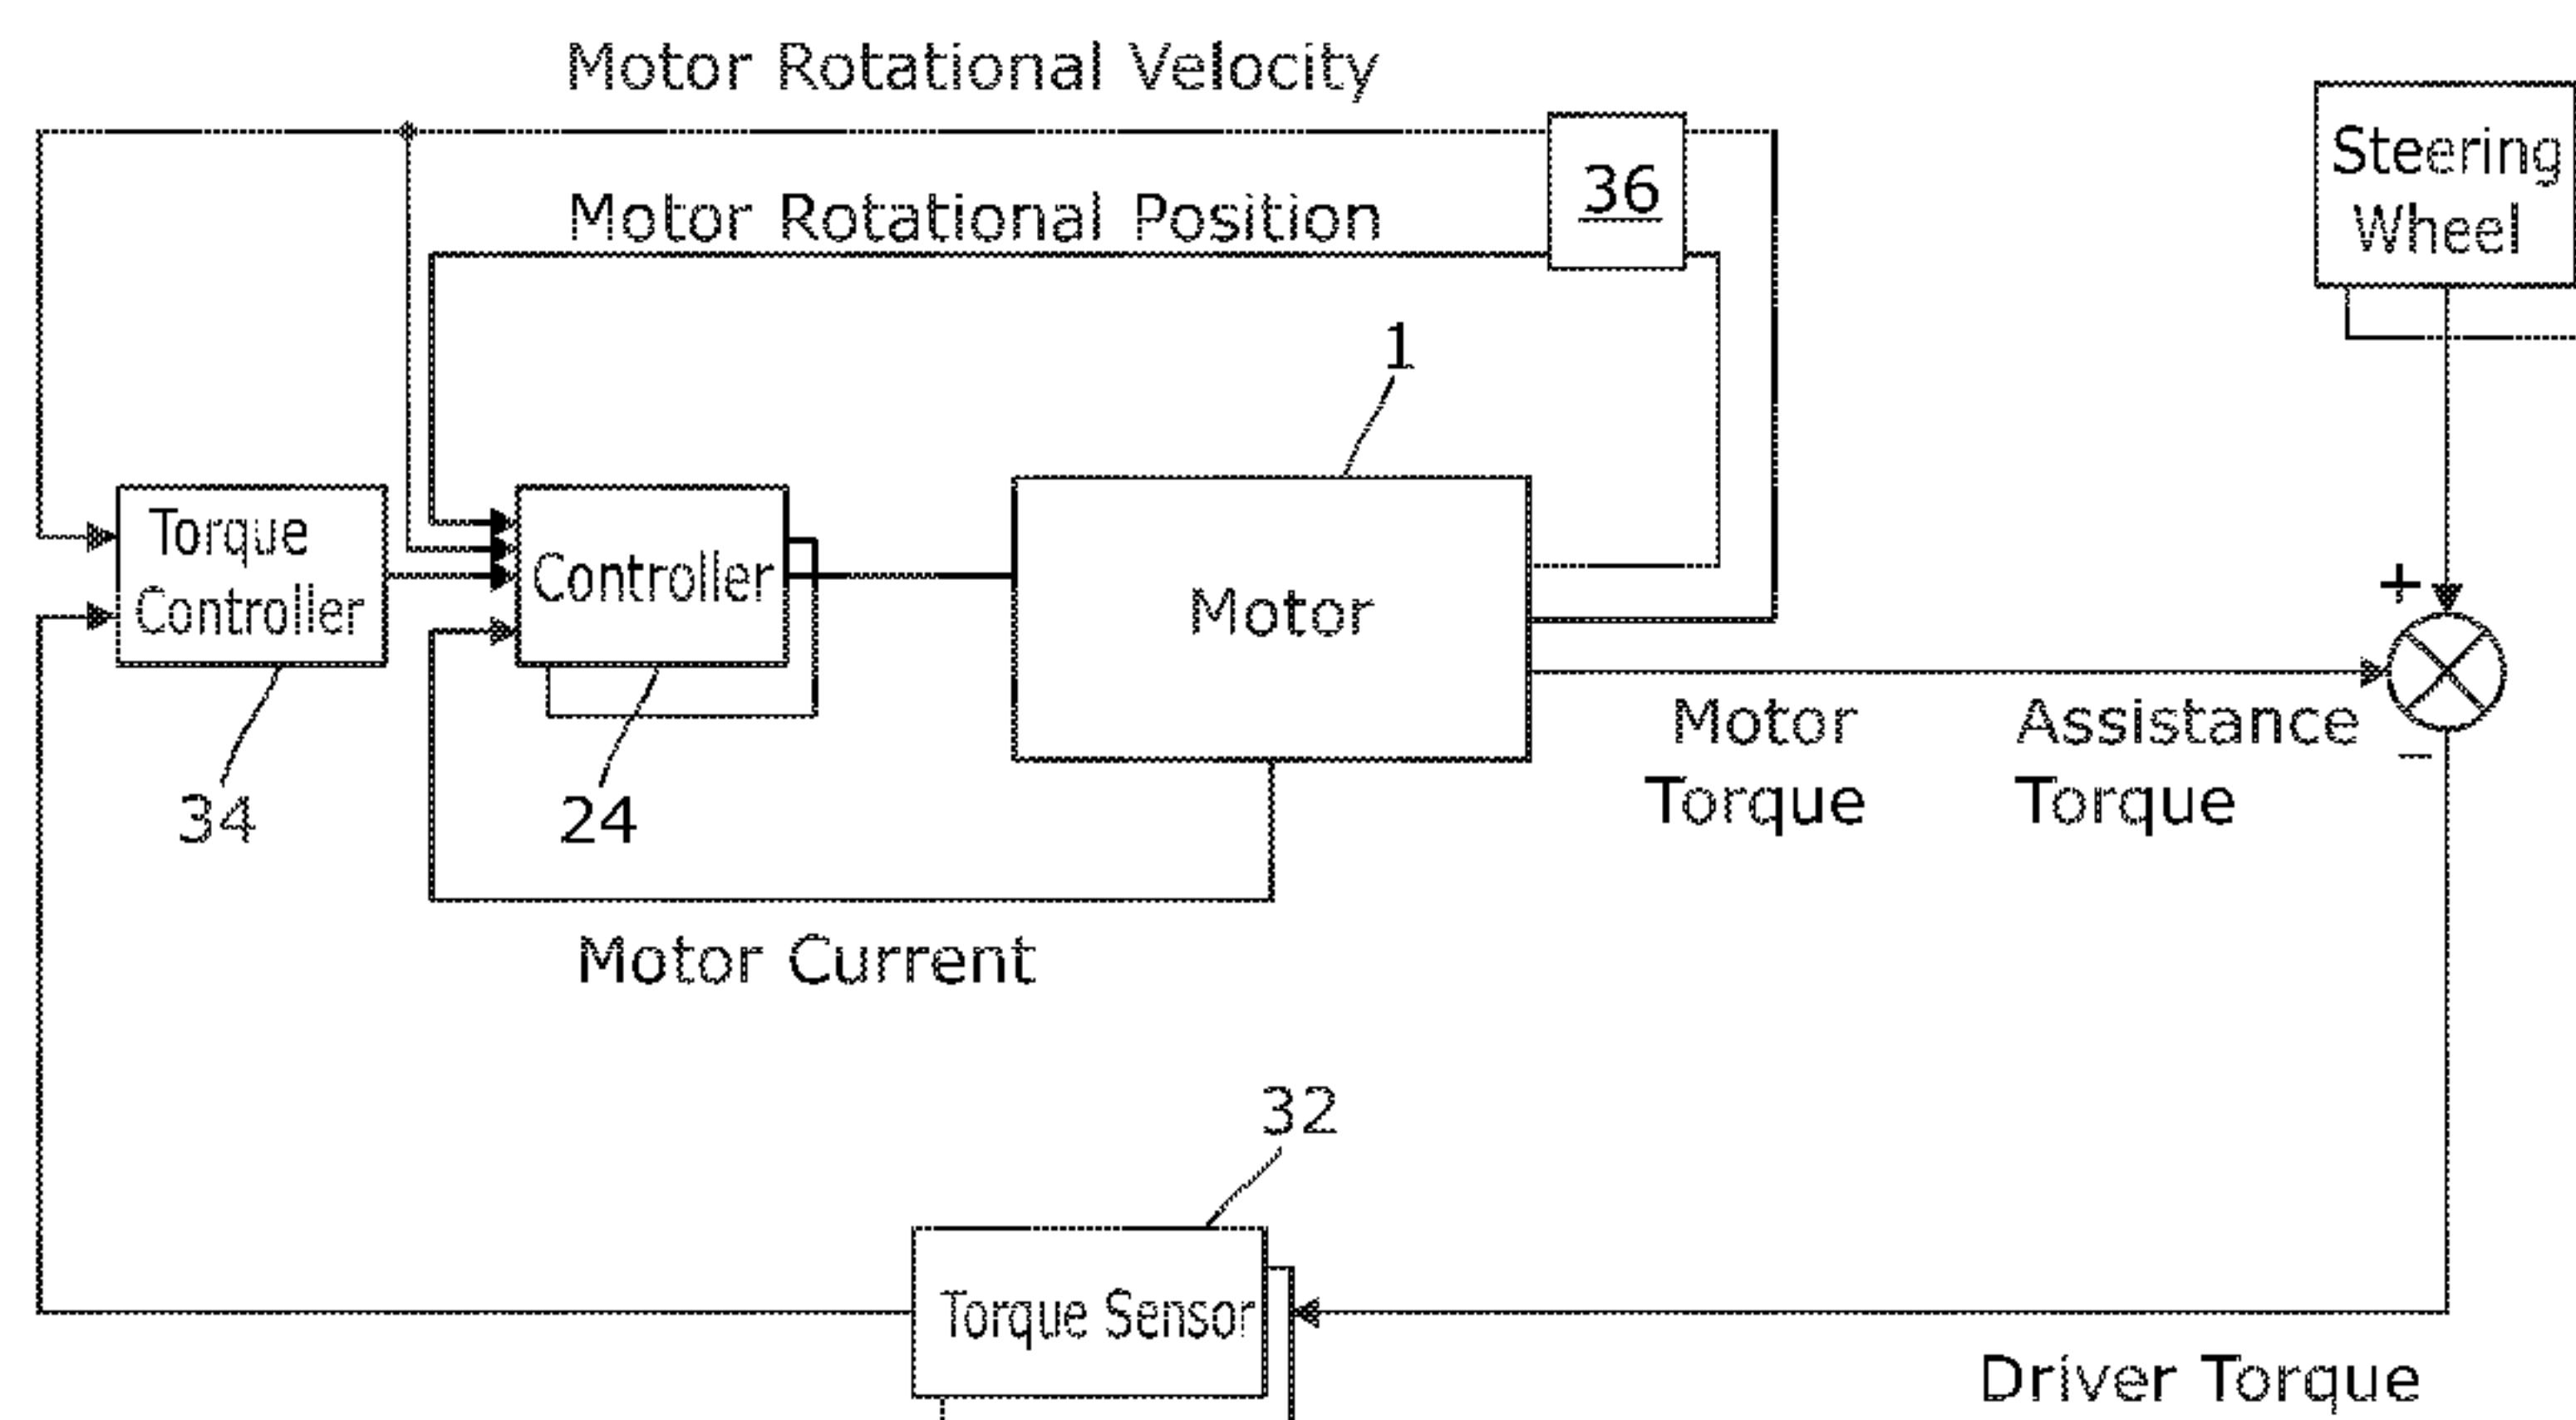 Motor Rotational Velocity
36
Steering
Wheel
Motor Rotational Position
1
Torque
Controller
Controller
Motor
+
34
24
Motor
Torque
Assistance
Torque
−
Motor Current
32
Torque Sensor
Driver Torque